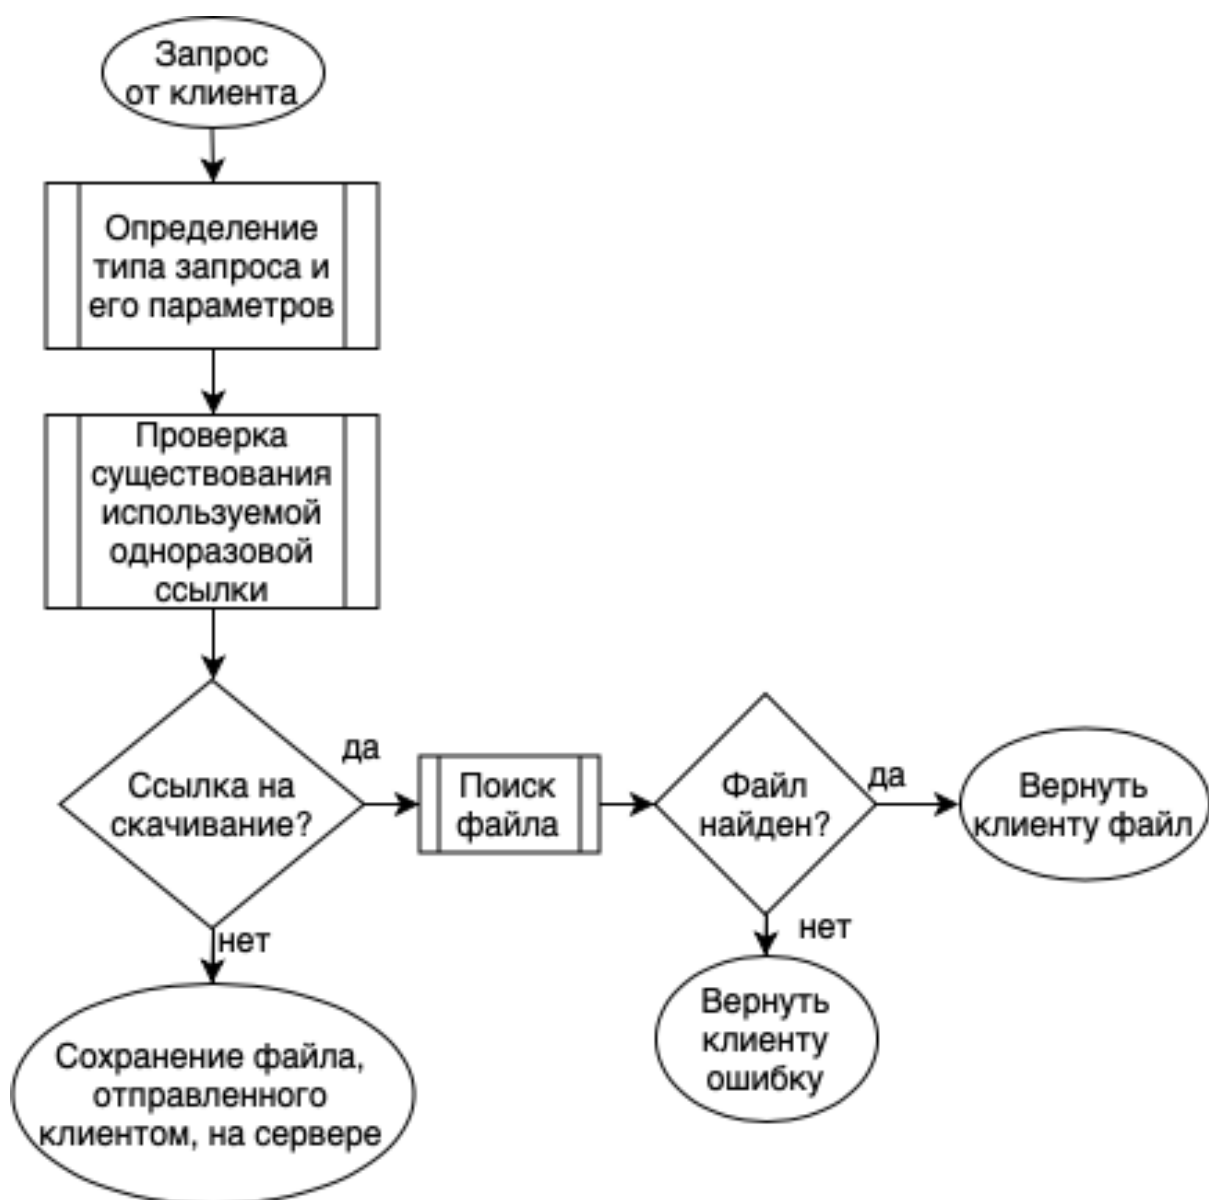 Запрос
от клиента
Определение
типа запроса и
его параметров
Проверка
существования
используемой
одноразовой
ссылки
Ссылка на
скачивание?
да
Поиск
файла
Файл
найден?
да
Вернуть
клиенту файл
нет
Сохранение файла,
отправленного
клиентом, на сервере
нет
Вернуть
клиенту
ошибку